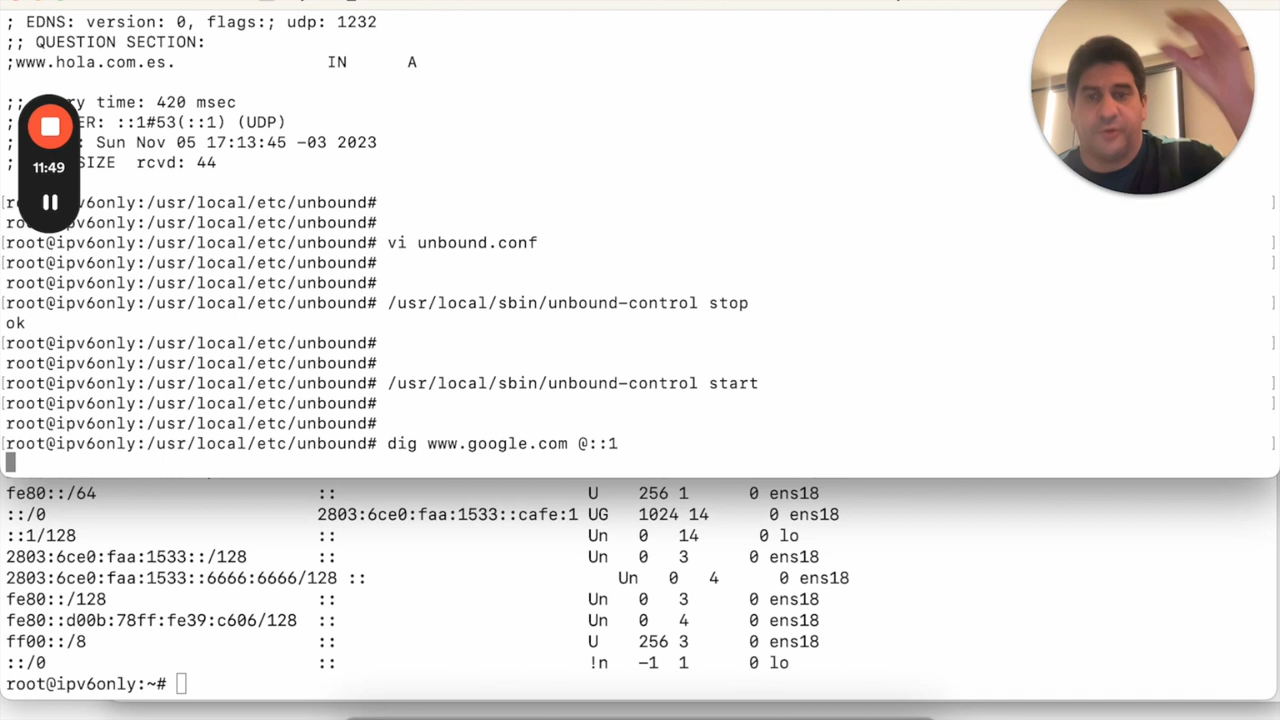 ; EDNS: version: 0, flags:; udp: 1232
;; QUESTION SECTION:
;www.hola.com.es. IN A
;; ry time: 420 msec
; ER: ::1#53(::1) (UDP)
; : Sun Nov 05 17:13:45 -03 2023
; SIZE rcvd: 44
11:49
[r v6only:/usr/local/etc/unbound# ]
r v6only:/usr/local/etc/unbound#
[root@ipv6only:/usr/local/etc/unbound# vi unbound.conf ]
[root@ipv6only:/usr/local/etc/unbound# ]
root@ipv6only:/usr/local/etc/unbound#
[root@ipv6only:/usr/local/etc/unbound# /usr/local/sbin/unbound-control stop ]
ok
[root@ipv6only:/usr/local/etc/unbound# ]
root@ipv6only:/usr/local/etc/unbound#
[root@ipv6only:/usr/local/etc/unbound# /usr/local/sbin/unbound-control start ]
[root@ipv6only:/usr/local/etc/unbound# ]
root@ipv6only:/usr/local/etc/unbound#
[root@ipv6only:/usr/local/etc/unbound# dig www.google.com @::1 ]
fe80::/64 :: U 256 1 0 ens18
::/0 2803:6ce0:faa:1533::cafe:1 UG 1024 14 0 ens18
::1/128 :: Un 0 14 0 lo
2803:6ce0:faa:1533::/128 :: Un 0 3 0 ens18
2803:6ce0:faa:1533::6666:6666/128 :: Un 0 4 0 ens18
fe80::/128 :: Un 0 3 0 ens18
fe80::d00b:78ff:fe39:c606/128 :: Un 0 4 0 ens18
ff00::/8 :: U 256 3 0 ens18
::/0 :: !n -1 1 0 lo
root@ipv6only:~#